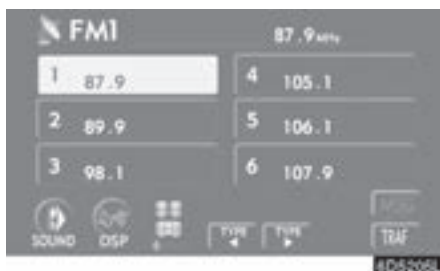 FM1 87.9 MHz
1 87.9
2 89.9
3 98.1
4 105.1
5 106.1
6 107.9
SOUND DSP
TYPE TYPE
TRAF